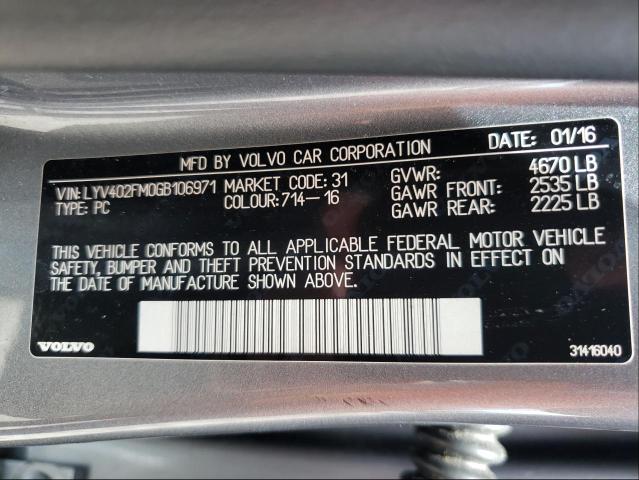 MFD BY VOLVO CAR CORPORATION DATE: 01/16
VIN: LYV402FM0GB106971 MARKET CODE: 31 GVWR: 4670 LB
TYPE: PC COLOUR: 714-16 GAWR FRONT: 2535 LB
GAWR REAR: 2225 LB
THIS VEHICLE CONFORMS TO ALL APPLICABLE FEDERAL MOTOR VEHICLE
SAFETY, BUMPER AND THEFT PREVENTION STANDARDS IN EFFECT ON
THE DATE OF MANUFACTURE SHOWN ABOVE.
VOLVO 31416040